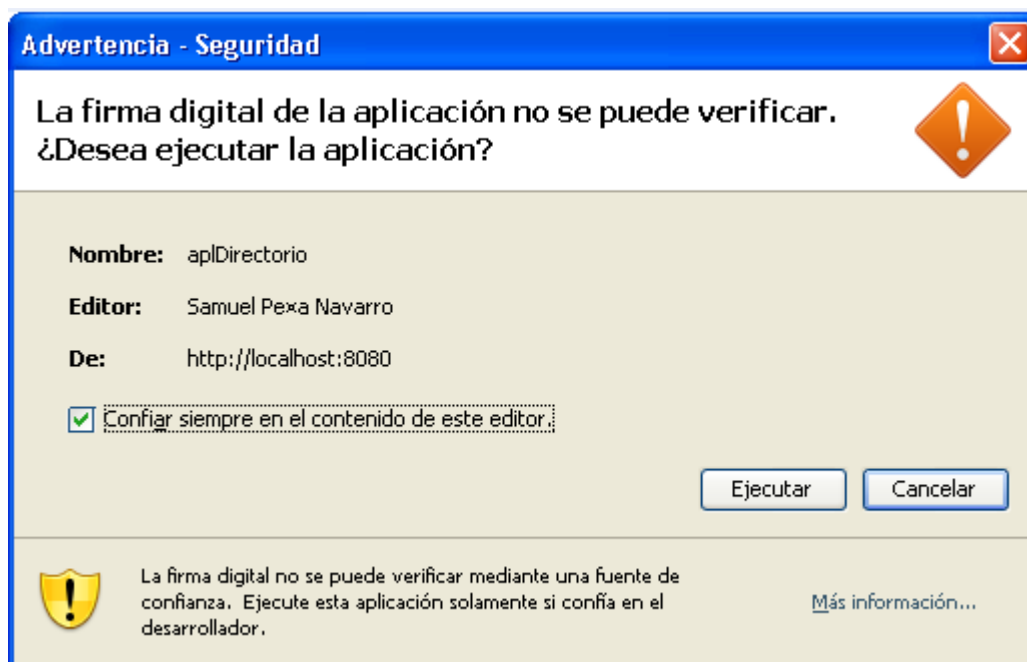 Advertencia - Seguridad
La firma digital de la aplicación no se puede verificar.
¿Desea ejecutar la aplicación?
Nombre: aplDirectorio
Editor: Samuel Pexa Navarro
De: http://localhost:8080
Confiar siempre en el contenido de este editor.
Ejecutar Cancelar
La firma digital no se puede verificar mediante una fuente de
confianza. Ejecute esta aplicación solamente si confía en el
desarrollador.
Más información...